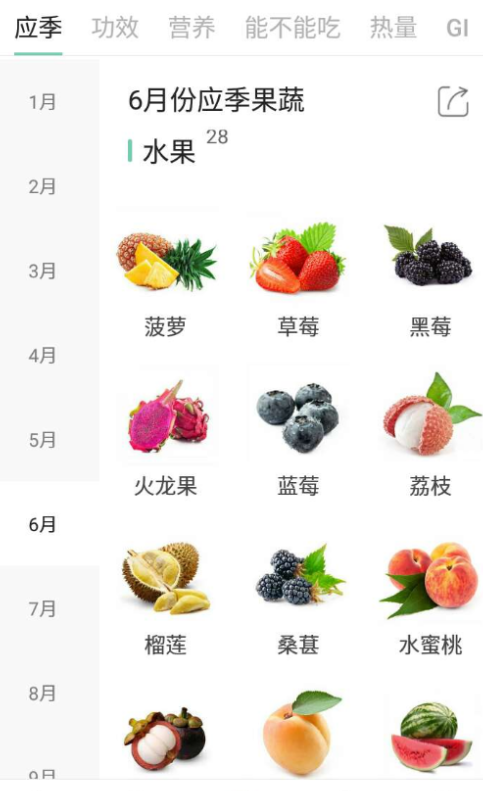 应季 功效 营养 能不能吃 热量 GI
1月
2月
3月
4月
5月
6月
7月
8月
9月
6月份应季果蔬
水果 28
菠萝 草莓 黑莓
火龙果 蓝莓 荔枝
榴莲 桑葚 水蜜桃